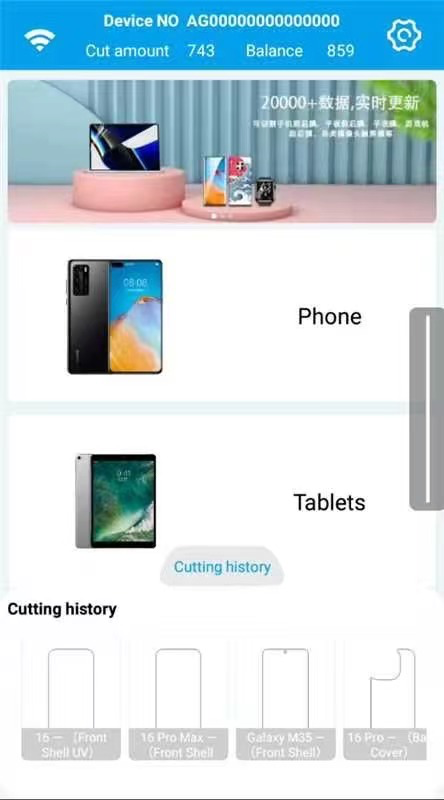 Device NO AG00000000000000
Cut amount 743 Balance 859
20000+数据,实时更新
Phone
Tablets
Cutting history
Cutting history
16 — （Front
Shell UV）
16 Pro Max —
（Front Shell
Galaxy M35 —
（Front Shell）
16 Pro — （Ba
Cover）